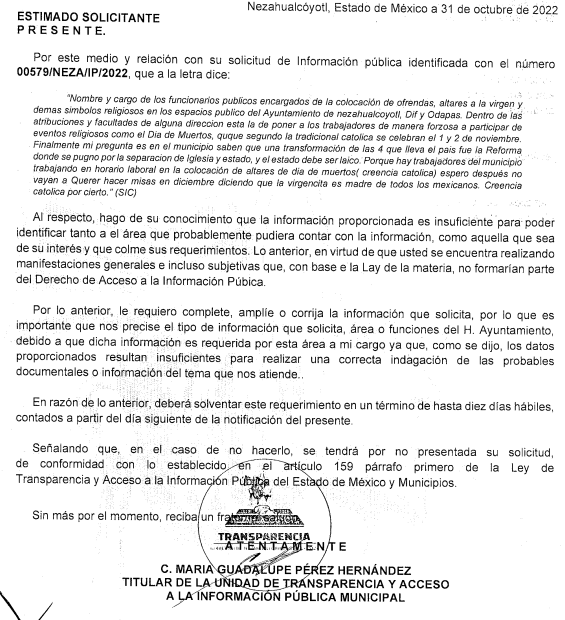 Nezahualcóyotl, Estado de México a 31 de octubre de 2022
ESTIMADO SOLICITANTE
P R E S E N T E.
Por este medio y relación con su solicitud de Información pública identificada con el número
00579/NEZA/IP/2022, que a la letra dice:
"Nombre y cargo de los funcionarios publicos encargados de la colocación de ofrendas, altares a la virgen y
demas simbolos religiosos en los espacios publico del Ayuntamiento de nezahualcoyotl, Dif y Odapas. Dentro de las
atribuciones y facultades de alguna direccion esta la de poner a los trabajadores de manera forzosa a participar de
eventos religiosos como el Dia de Muertos, quque segundo la tradicional catolica se celebran el 1 y 2 de noviembre.
Finalmente mi pregunta es en el municipio saben que una transformación de las 4 que lleva el pais fue la Reforma
donde se pugno por la separacion de Iglesia y estado, y el estado debe ser laico. Porque hay trabajadores del municipio
trabajando en horario laboral en la colocación de altares de dia de muertos( creencia catolica) espero después no
vayan a Querer hacer misas en diciembre diciendo que la virgencita es madre de todos los mexicanos. Creencia
catolica por cierto." (SIC)
Al respecto, hago de su conocimiento que la información proporcionada es insuficiente para poder
identificar tanto a el área que probablemente pudiera contar con la información, como aquella que sea
de su interés y que colme sus requerimientos. Lo anterior, en virtud de que usted se encuentra realizando
manifestaciones generales e incluso subjetivas que, con base e la Lay de la materia, no formarían parte
del Derecho de Acceso a la Información Púbica.
Por lo anterior, le requiero complete, amplíe o corrija la información que solicita, por lo que es
importante que nos precise el tipo de información que solicita, área o funciones del H. Ayuntamiento,
debido a que dicha información es requerida por esta área a mi cargo ya que, como se dijo, los datos
proporcionados resultan insuficientes para realizar una correcta indagación de las probables
documentales o información del tema que nos atiende..
En razón de lo anterior, deberá solventar este requerimiento en un término de hasta diez días hábiles,
contados a partir del día siguiente de la notificación del presente.
Señalando que, en el caso de no hacerlo, se tendrá por no presentada su solicitud,
de conformidad con lo establecido en el artículo 159 párrafo primero de la Ley de
Transparencia y Acceso a la Información Pública del Estado de México y Municipios.
Sin más por el momento, reciba un fraterno saludo.
TRANSPARENCIA
A T E N T A M E N T E
C. MARIA GUADALUPE PÉREZ HERNÁNDEZ
TITULAR DE LA UNIDAD DE TRANSPARENCIA Y ACCESO
A LA INFORMACIÓN PÚBLICA MUNICIPAL